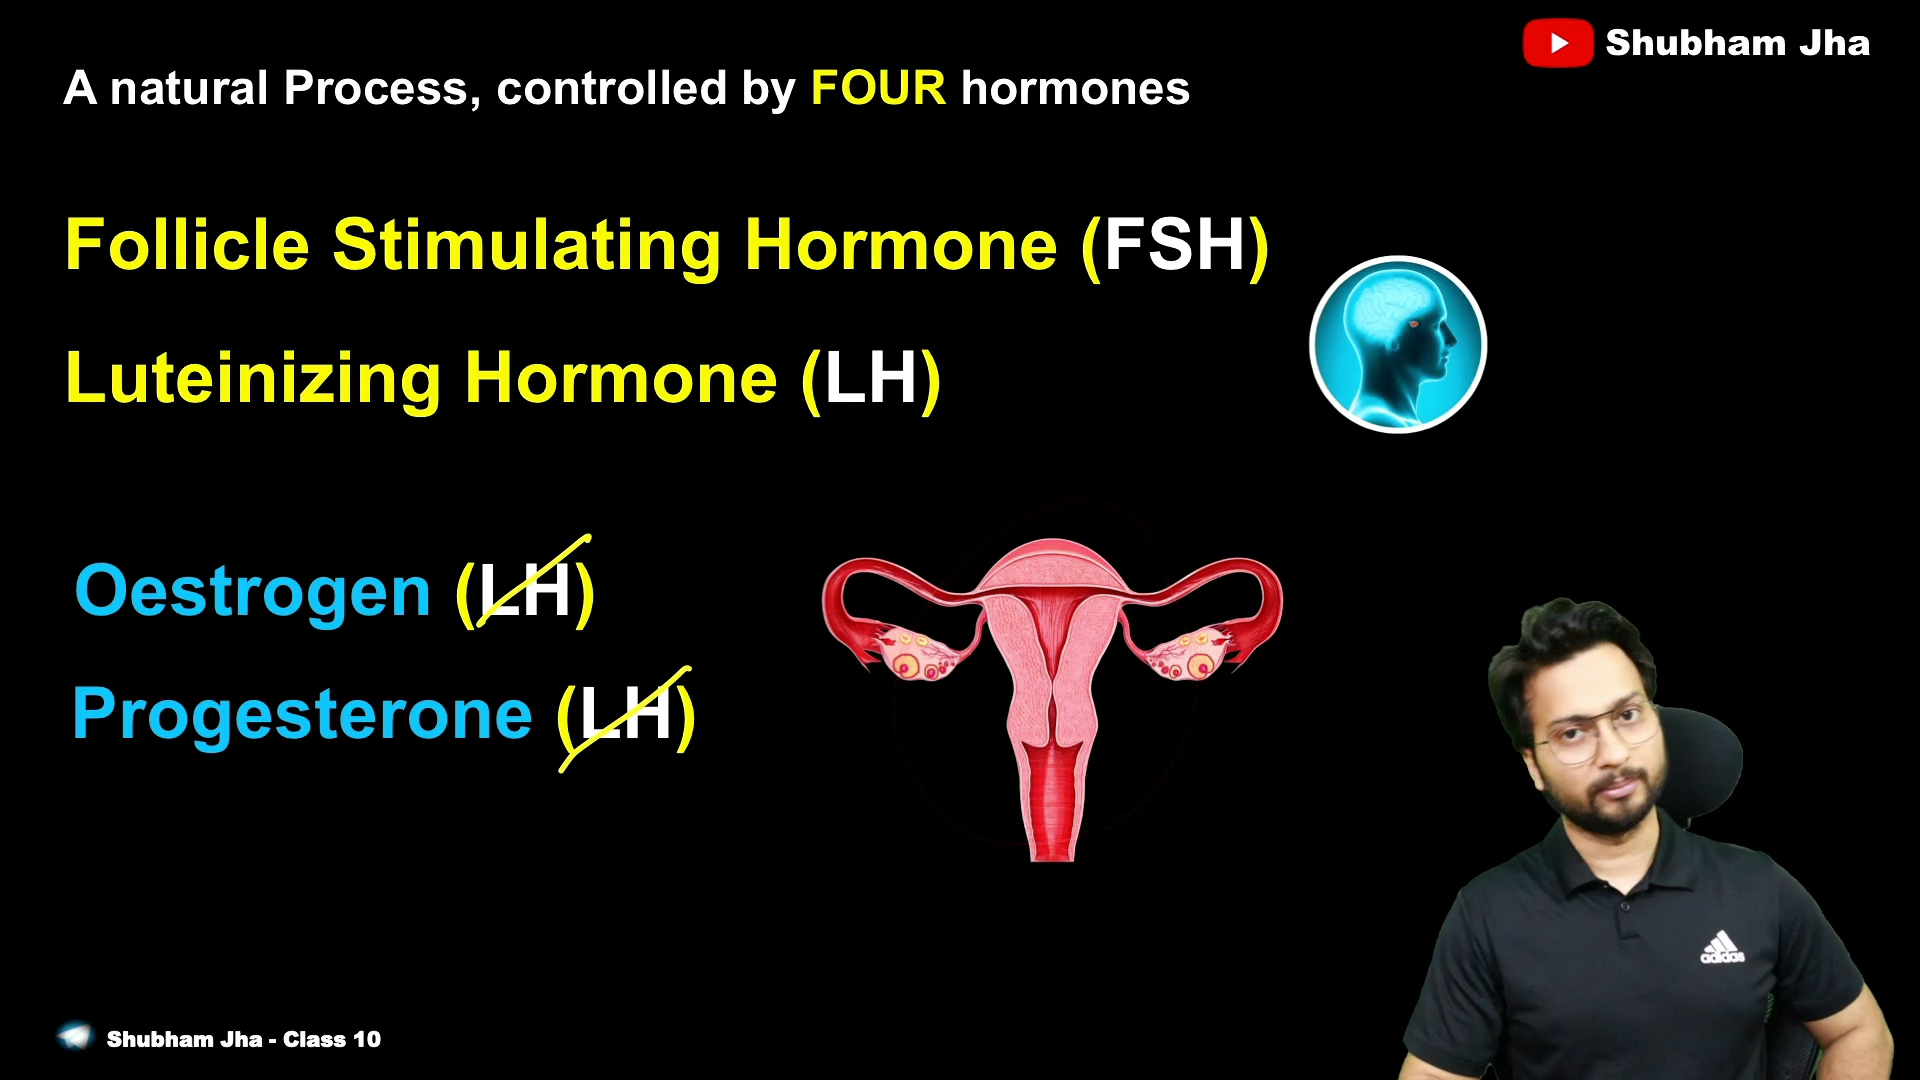 Shubham Jha
A natural Process, controlled by FOUR hormones
Follicle Stimulating Hormone (FSH)
Luteinizing Hormone (LH)
Oestrogen (LH)
Progesterone (LH)
adidas
Shubham Jha - Class 10